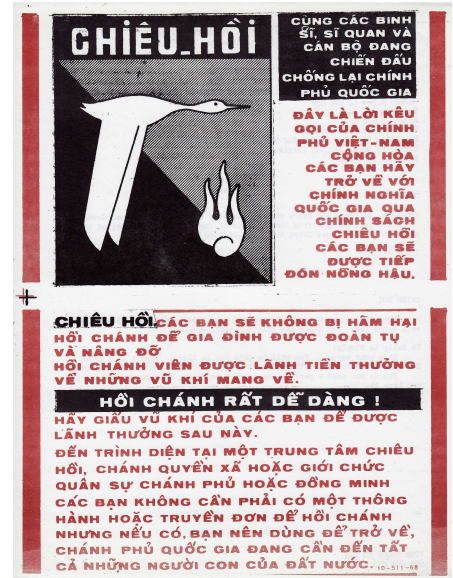 CHIÊU_HỒI
CÙNG CÁC BINH
SĨ, SĨ QUAN VÀ
CÁN BỘ ĐANG
CHIẾN ĐẤU
CHỐNG LẠI CHÍNH
PHỦ QUỐC GIA
ĐÂY LÀ LỜI KÊU
GỌI CỦA CHÍNH
PHỦ VIỆT-NAM
CỘNG HÒA
CÁC BẠN HÃY
TRỞ VỀ VỚI
CHÍNH NGHĨA
QUỐC GIA QUA
CHÍNH SÁCH
CHIÊU HỒI
CÁC BẠN SẼ
ĐƯỢC TIẾP
ĐÓN NỒNG HẬU.
CHIÊU HỒI, CÁC BẠN SẼ KHÔNG BỊ HÃM HẠI
HỒI CHÁNH ĐỂ GIA ĐÌNH ĐƯỢC ĐOÀN TỤ
VÀ NÂNG ĐỠ
HỒI CHÁNH VIÊN ĐƯỢC LÃNH TIỀN THƯỞNG
VỀ NHỮNG VŨ KHÍ MANG VỀ.
HỒI CHÁNH RẤT DỄ DÀNG !
HÃY GIẤU VŨ KHÍ CỦA CÁC BẠN ĐỂ ĐƯỢC
LÃNH THƯỞNG SAU NÀY.
ĐẾN TRÌNH DIỆN TẠI MỘT TRUNG TÂM CHIÊU
HỒI, CHÁNH QUYỀN XÃ HOẶC GIỚI CHỨC
QUÂN SỰ CHÁNH PHỦ HOẶC ĐỒNG MINH
CÁC BẠN KHÔNG CẦN PHẢI CÓ MỘT THÔNG
HÀNH HOẶC TRUYỀN ĐƠN ĐỂ HỒI CHÁNH
NHƯNG NẾU CÓ, BẠN NÊN DÙNG ĐỂ TRỞ VỀ,
CHÁNH PHỦ QUỐC GIA ĐANG CẦN ĐẾN TẤT
CẢ NHỮNG NGƯỜI CON CỦA ĐẤT NƯỚC. 10-511-68